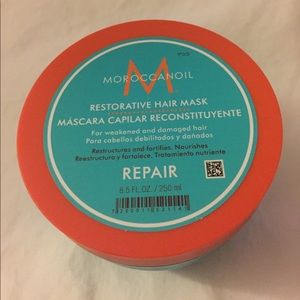 MOROCCANOIL
RESTORATIVE HAIR MASK
MÁSCARA CAPILAR RECONSTITUYENTE
For weakened and damaged hair
Para cabellos debilitados y dañados
Restructures and fortifies. Nourishes
Reestructura y fortalece. Tratamiento nutriente
REPAIR
8.5 FL.OZ. / 250 ml